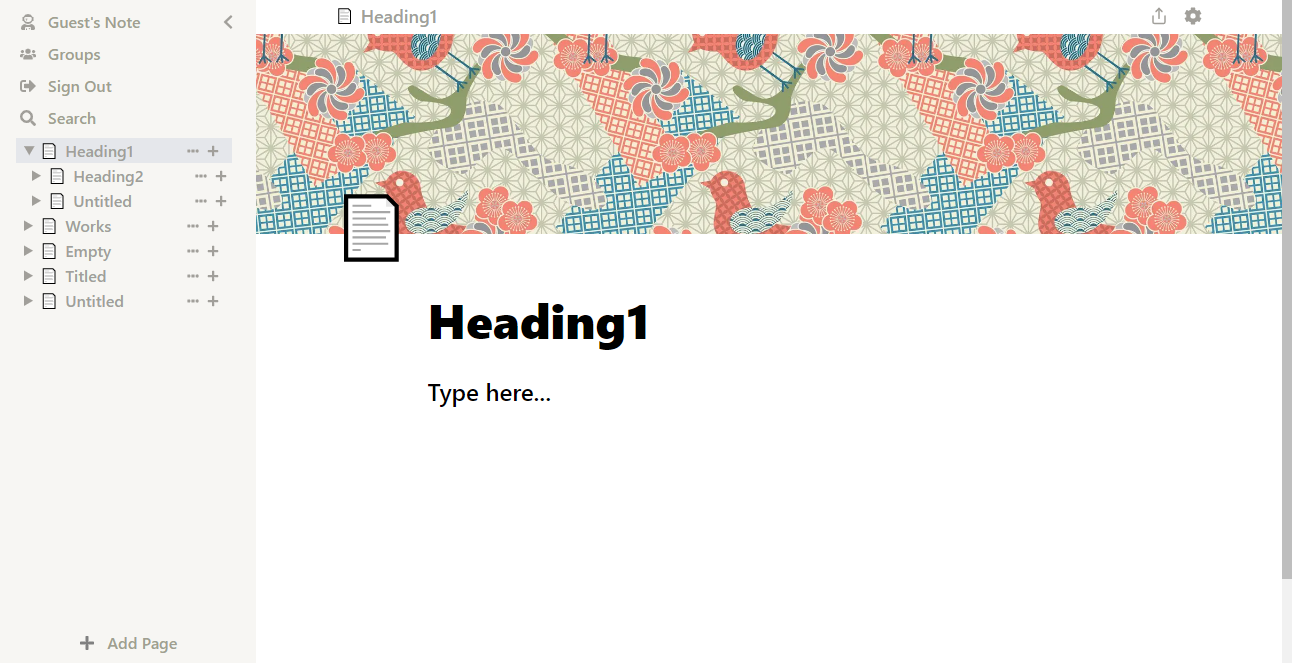 Guest's Note
Groups
Sign Out
Search
Heading1
Heading2
Untitled
Works
Empty
Titled
Untitled
Add Page
Heading1
Heading1
Type here...